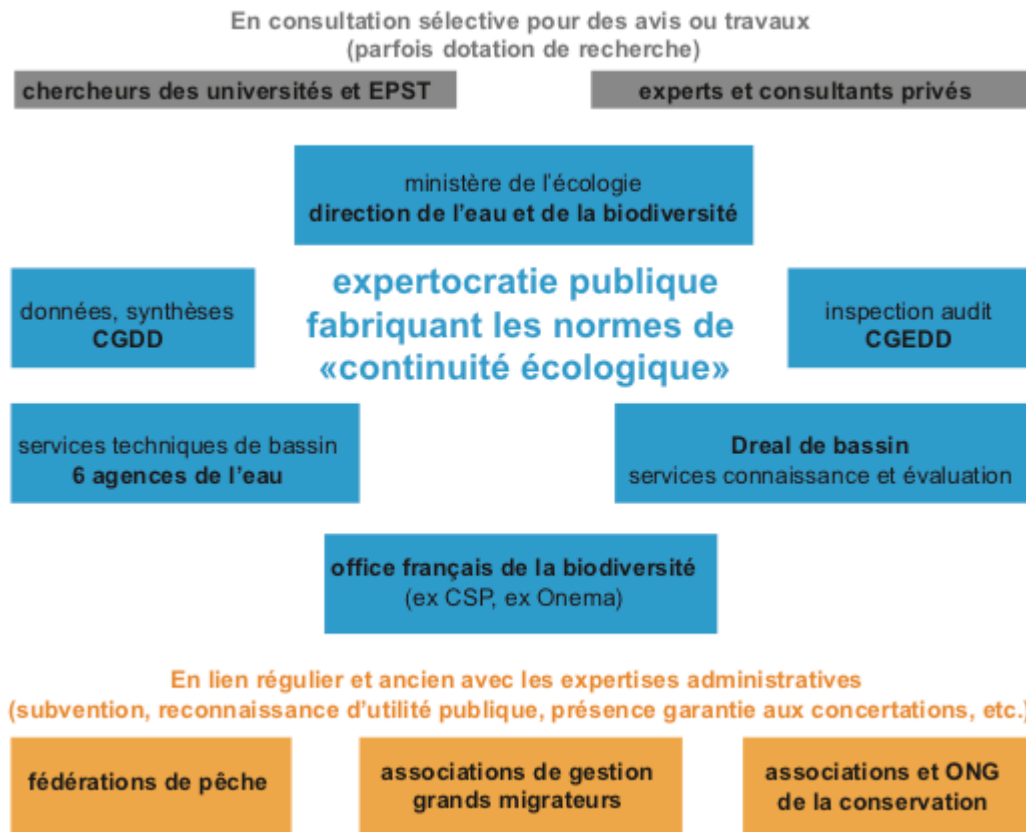 En consultation sélective pour des avis ou travaux
(parfois dotation de recherche)
chercheurs des universités et EPST
experts et consultants privés
ministère de l'écologie
direction de l'eau et de la biodiversité
expertocratie publique
fabriquant les normes de
«continuité écologique»
données, synthèses
CGDD
inspection audit
CGEDD
services techniques de bassin
6 agences de l'eau
Dreal de bassin
services connaissance et évaluation
office français de la biodiversité
(ex CSP, ex Onema)
En lien régulier et ancien avec les expertises administratives
(subvention, reconnaissance d'utilité publique, présence garantie aux concertations, etc.)
fédérations de pêche
associations de gestion
grands migrateurs
associations et ONG
de la conservation